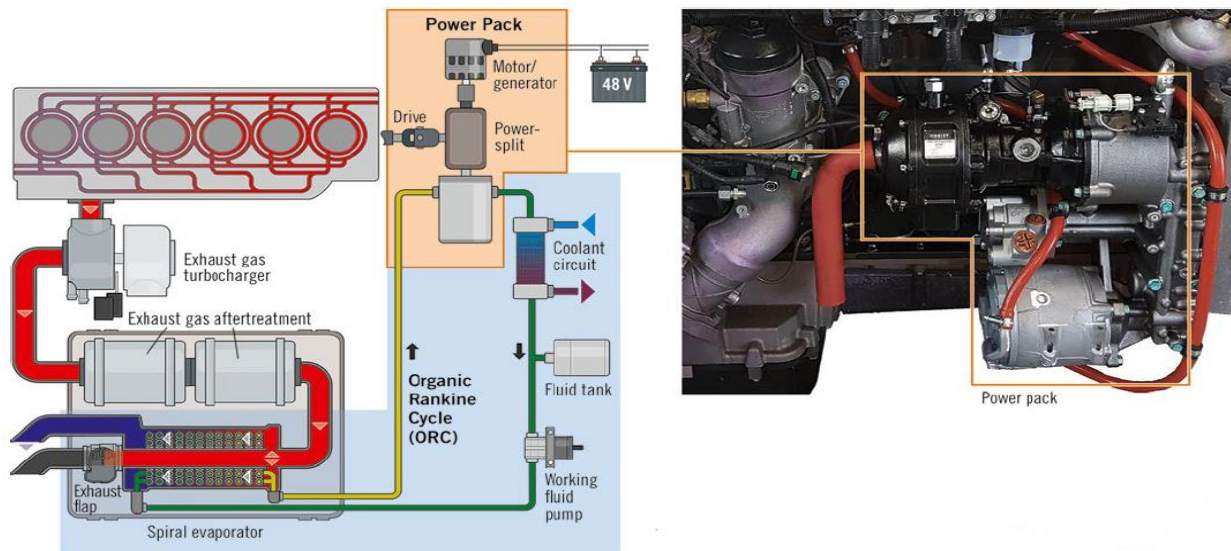 Power Pack
Motor/
generator
48 V
Drive
Power-
split
Exhaust gas
turbocharger
Coolant
circuit
Exhaust gas aftertreatment
Organic
Rankine
Cycle
(ORC)
Fluid tank
Exhaust
flap
Working
fluid
pump
Spiral evaporator
Power pack